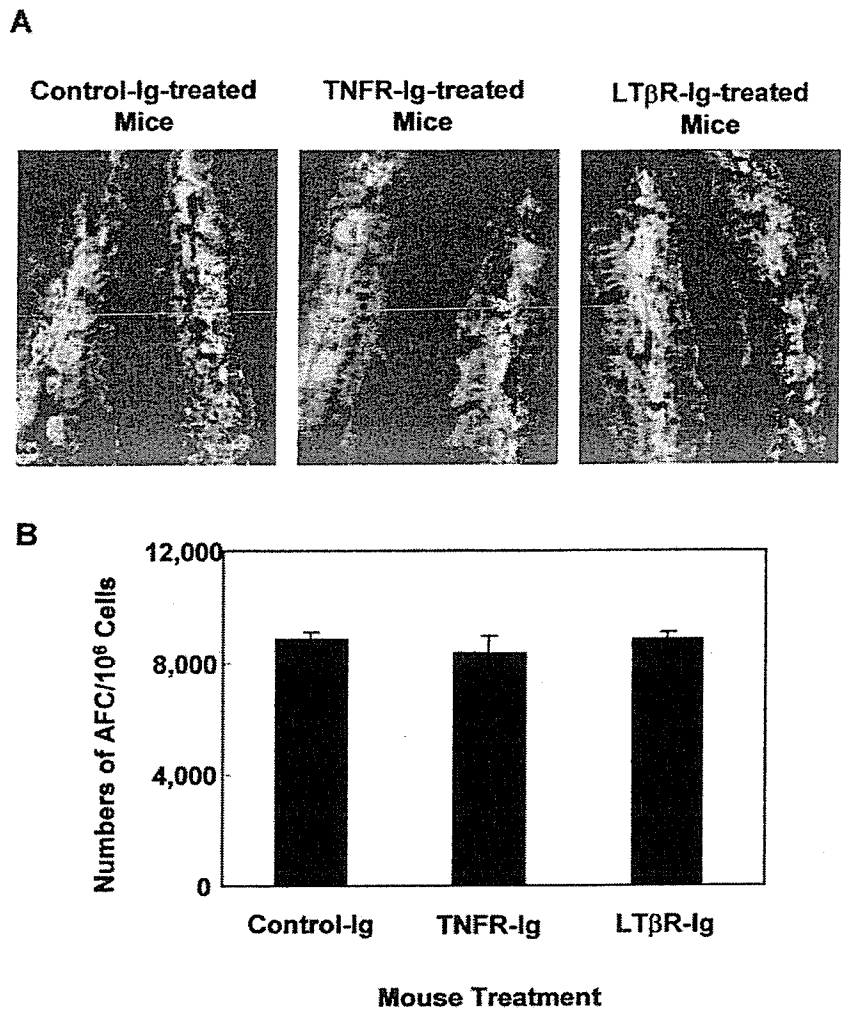 A
Control-Ig-treated
Mice
TNFR-Ig-treated
Mice
LTβR-Ig-treated
Mice
B
Numbers of AFC/10⁶ Cells
12,000
8,000
4,000
0
Control-Ig
TNFR-Ig
LTβR-Ig
Mouse Treatment